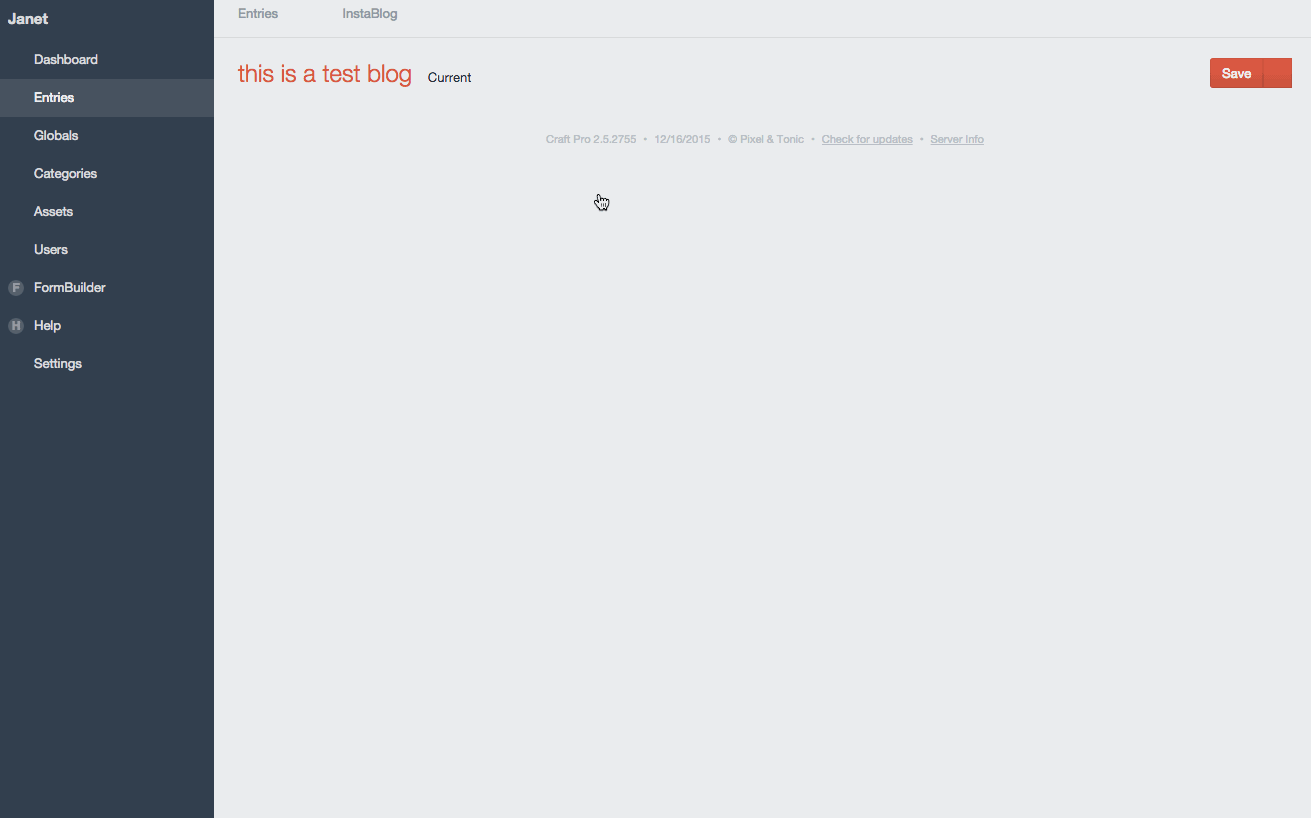 Janet
Dashboard
Entries
Globals
Categories
Assets
Users
F FormBuilder
H Help
Settings
Entries InstaBlog
this is a test blog Current
Save
Craft Pro 2.5.2755 • 12/16/2015 • © Pixel & Tonic • Check for updates • Server Info